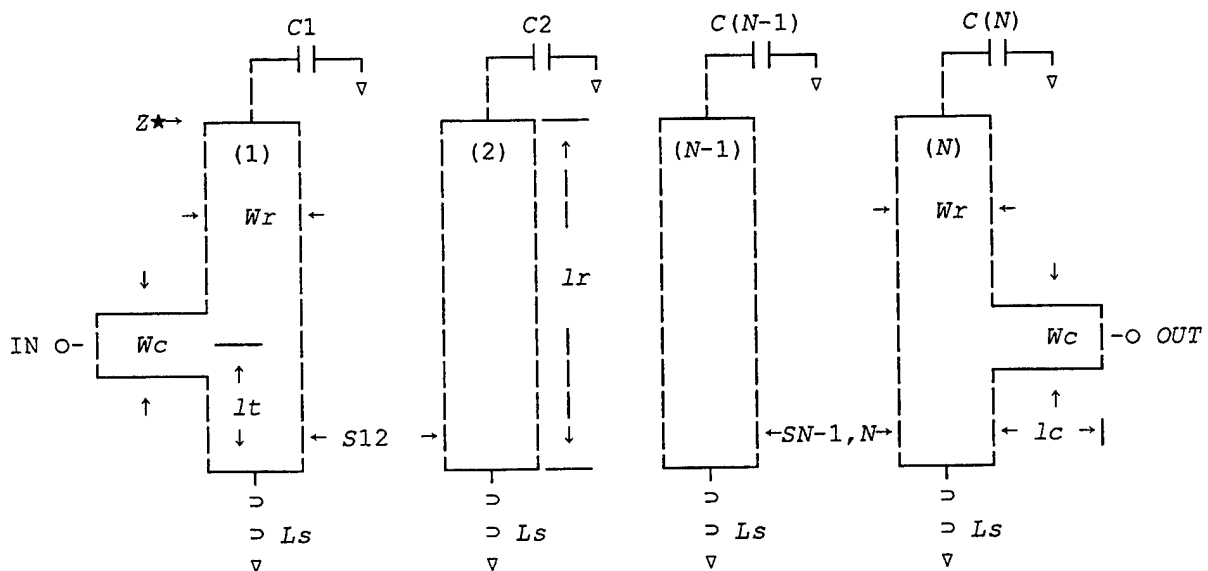 C1 C2 C(N-1) C(N)
Z★→
(1) (2) (N-1) (N)
→ Wr ← → Wr ←
↓ lr ↓
IN Wc Wc OUT
↑ lt ↑
←S12 → ←SN-1,N→ ← lc →
Ls Ls Ls Ls